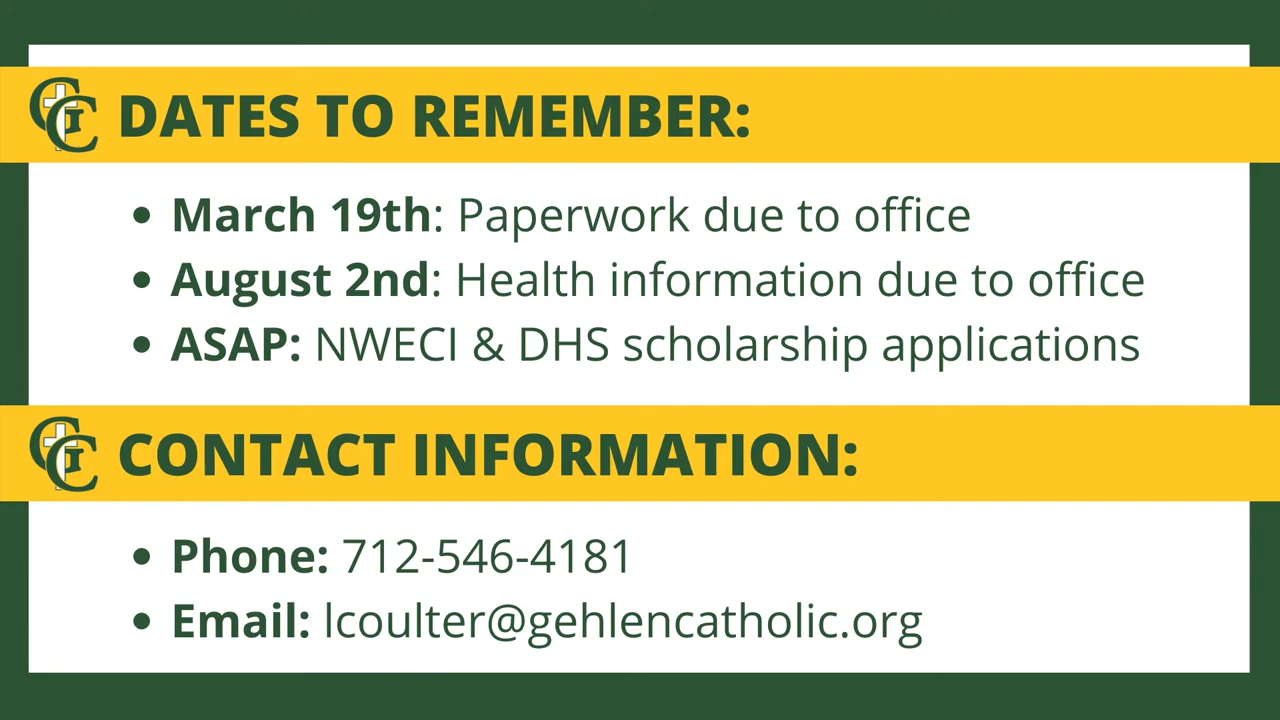 DATES TO REMEMBER:
• March 19th: Paperwork due to office
• August 2nd: Health information due to office
• ASAP: NWECI & DHS scholarship applications
CONTACT INFORMATION:
• Phone: 712-546-4181
• Email: lcoulter@gehlencatholic.org